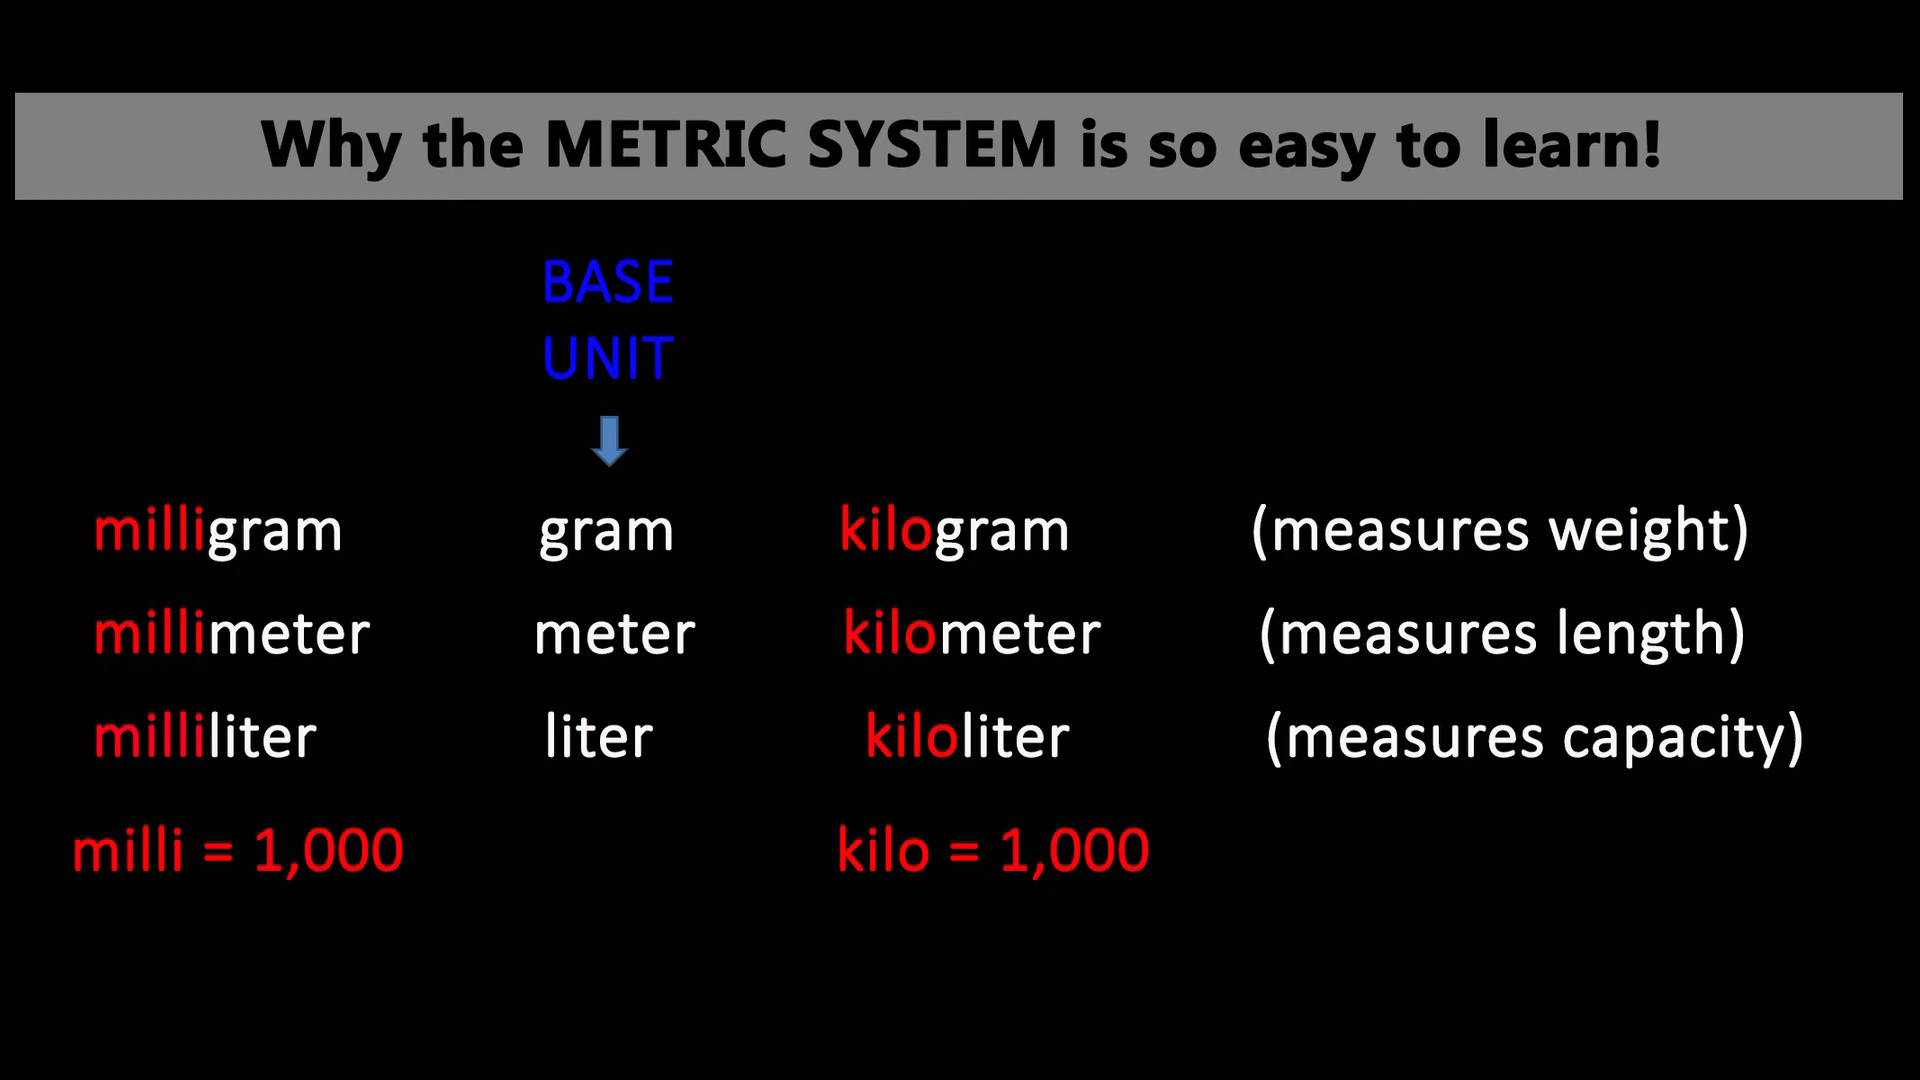 Why the METRIC SYSTEM is so easy to learn!
BASE
UNIT
milligram gram kilogram (measures weight)
millimeter meter kilometer (measures length)
milliliter liter kiloliter (measures capacity)
milli = 1,000 kilo = 1,000